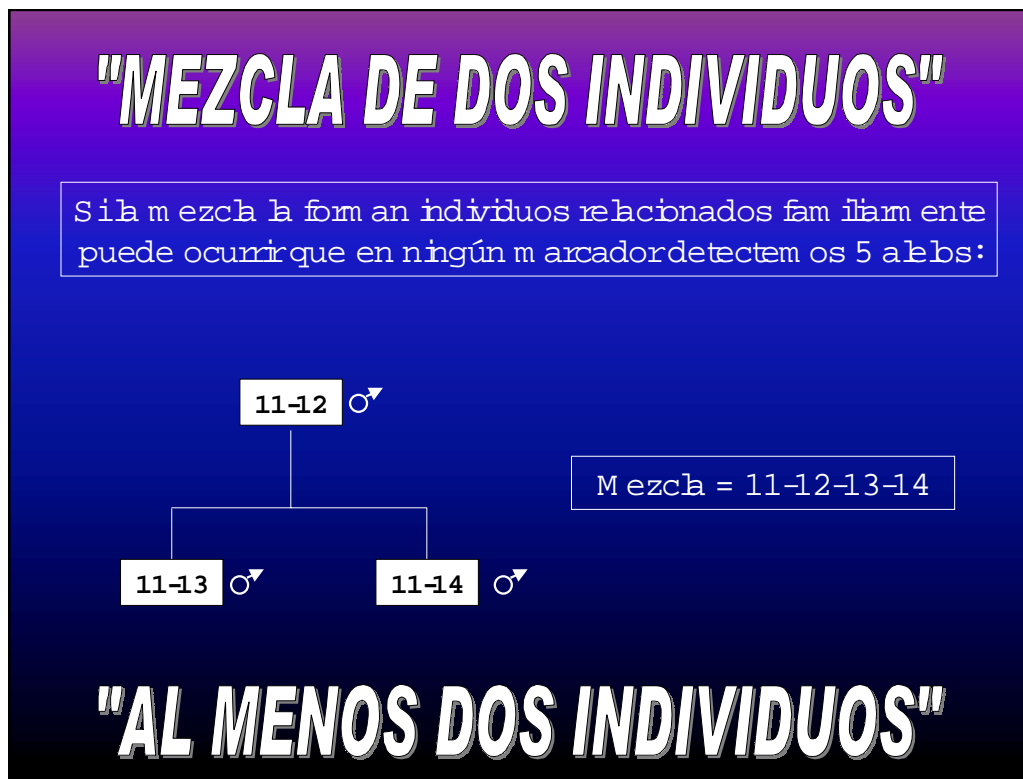 "MEZCLA DE DOS INDIVIDUOS"
Si la mezcla la forman individuos relacionados familiarmente
puede ocurrir que en ningún marcador detectemos 5 alelos:
11-12 ♂
Mezcla = 11-12-13-14
11-13 ♂ 11-14 ♂
"AL MENOS DOS INDIVIDUOS"